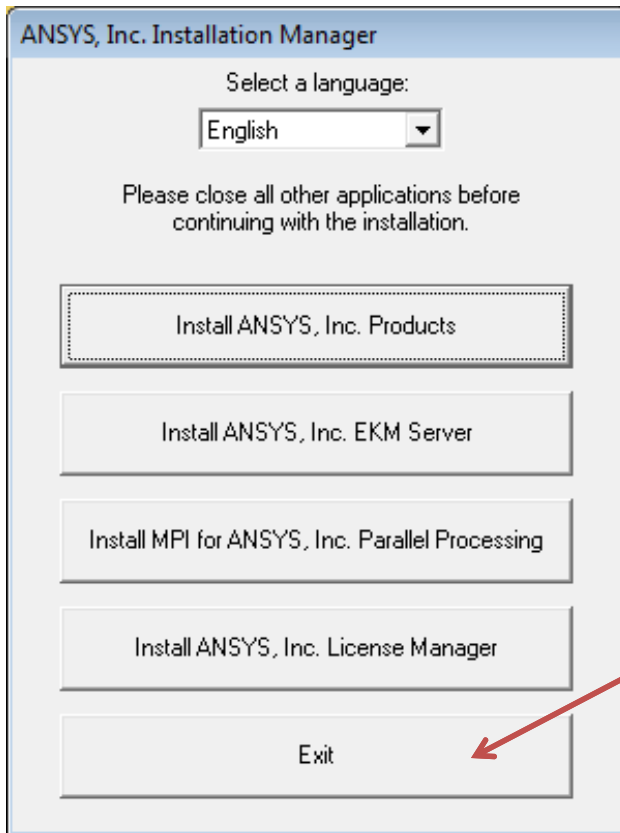 ANSYS, Inc. Installation Manager
Select a language:
English
Please close all other applications before
continuing with the installation.
Install ANSYS, Inc. Products
Install ANSYS, Inc. EKM Server
Install MPI for ANSYS, Inc. Parallel Processing
Install ANSYS, Inc. License Manager
Exit